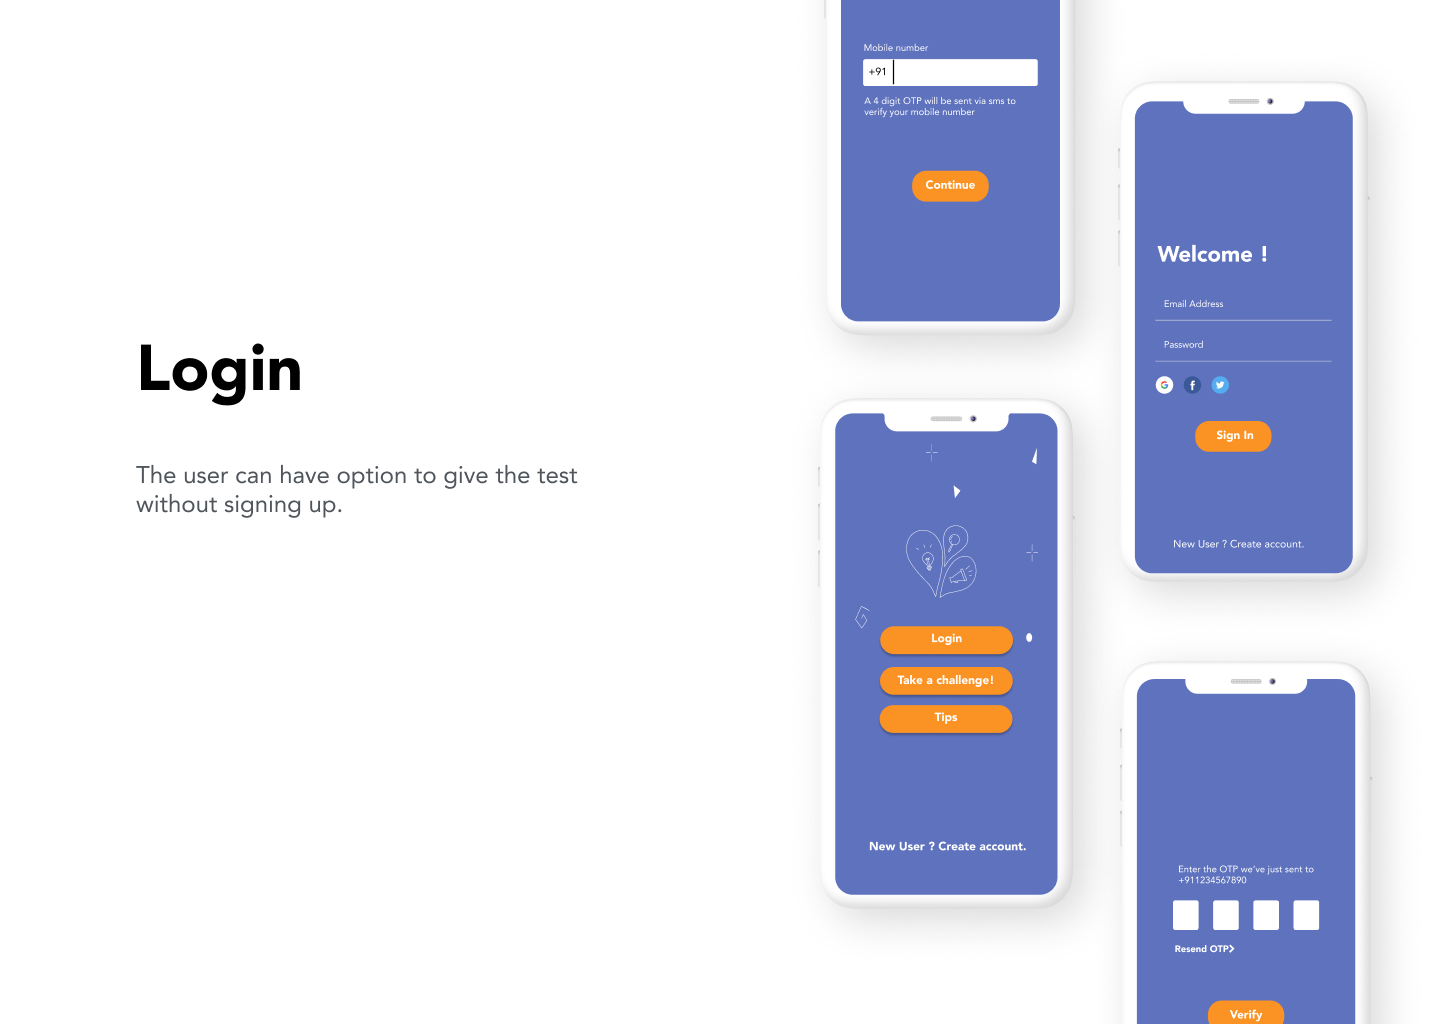 Login
The user can have option to give the test
without signing up.
Mobile number
+91
A 4 digit OTP will be sent via sms to
verify your mobile number
Continue
Welcome !
Email Address
Password
G
f
Sign In
New User ? Create account.
Login
Take a challenge!
Tips
New User ? Create account.
Enter the OTP we've just sent to
+911234567890
Resend OTP>
Verify